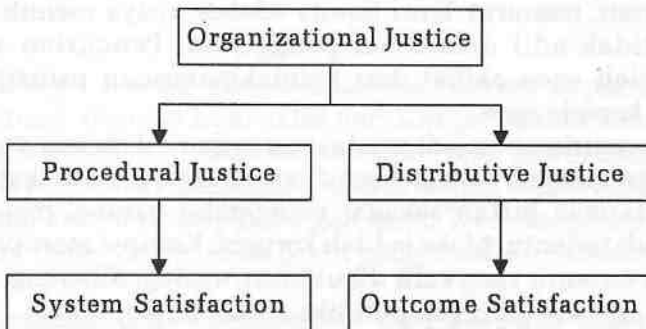 Organizational Justice
Procedural Justice
Distributive Justice
System Satisfaction
Outcome Satisfaction